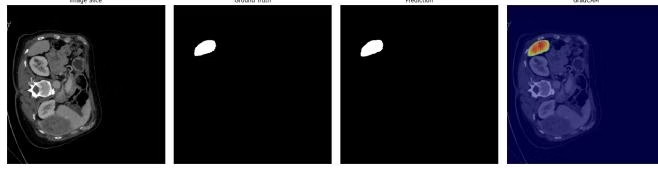 Image Slice
Ground Truth
Prediction
GradCAM